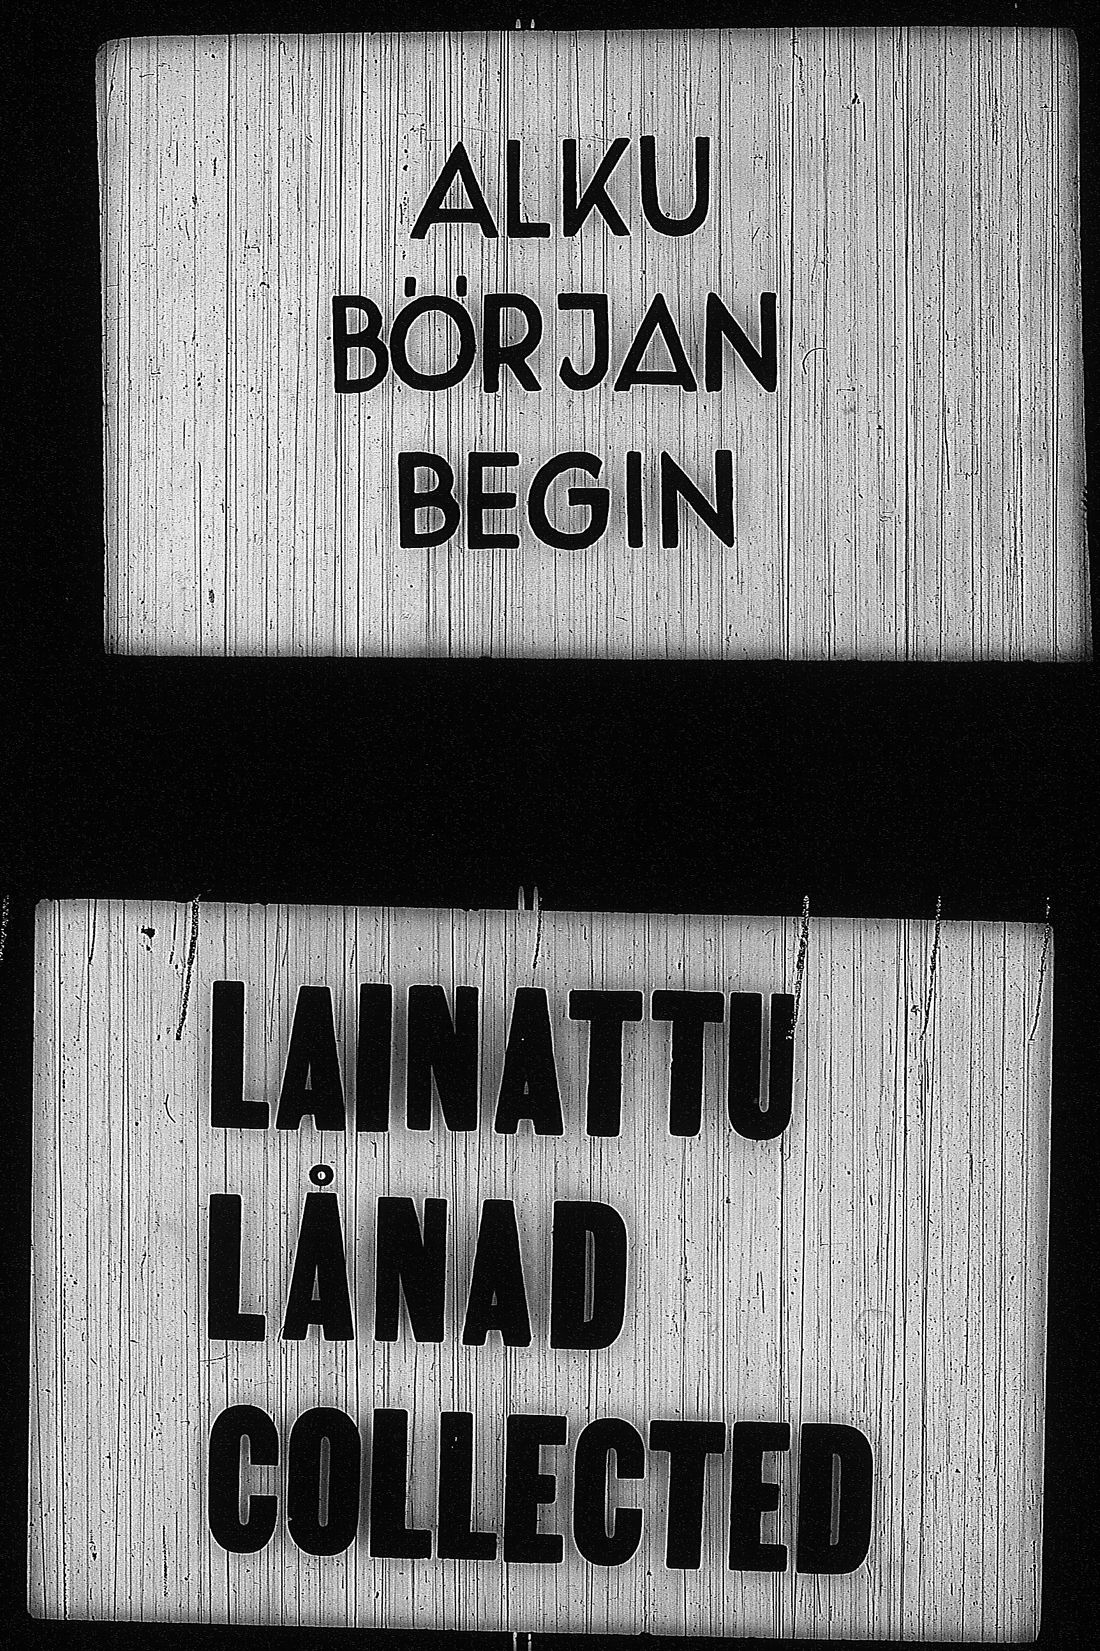 ALKU
BÖRJAN
BEGIN
LAINATTU
LÅNAD
COLLECTED